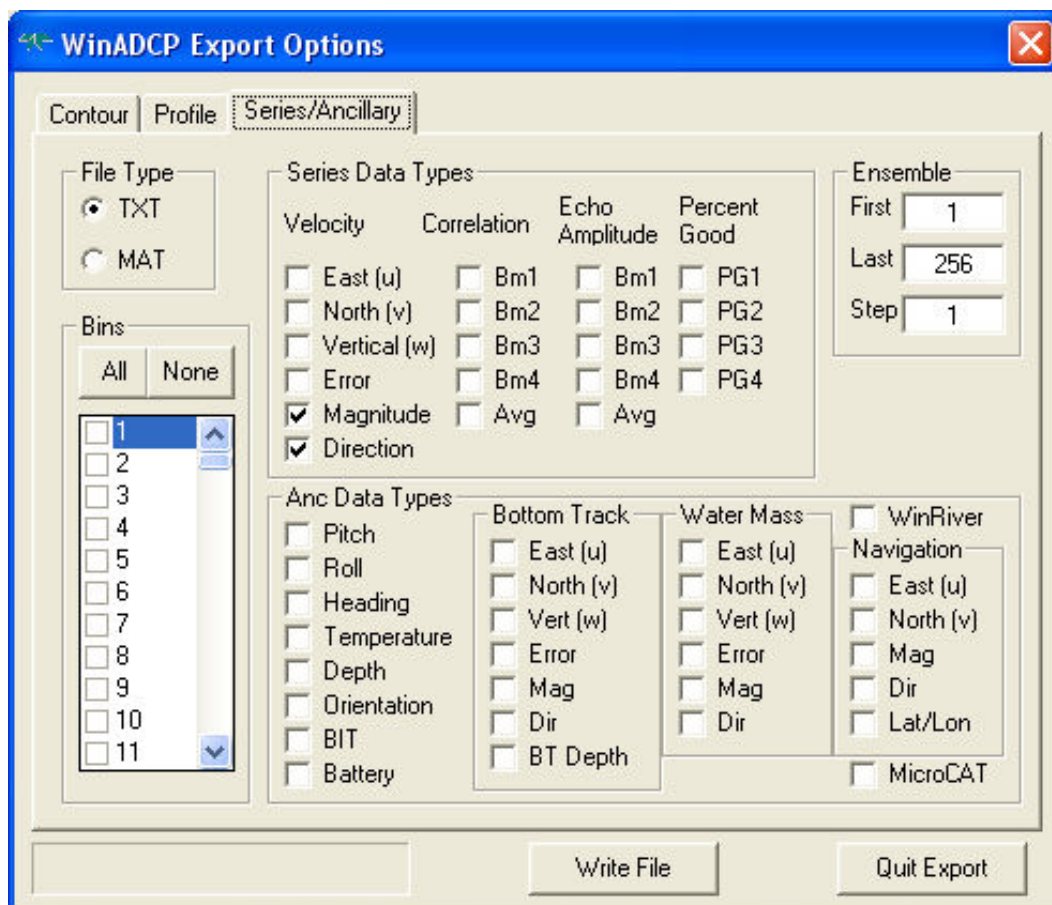 WinADCP Export Options
Contour Profile Series/Ancillary
File Type
TXT
MAT
Bins
All None
1
2
3
4
5
6
7
8
9
10
11
Series Data Types
Velocity Correlation Echo Amplitude Percent Good
East (u) Bm1 Bm1 PG1
North (v) Bm2 Bm2 PG2
Vertical (w) Bm3 Bm3 PG3
Error Bm4 Bm4 PG4
Magnitude Avg Avg
Direction
Ensemble
First 1
Last 256
Step 1
Anc Data Types
Pitch
Roll
Heading
Temperature
Depth
Orientation
BIT
Battery
Bottom Track
East (u)
North (v)
Vert (w)
Error
Mag
Dir
BT Depth
Water Mass
East (u)
North (v)
Vert (w)
Error
Mag
Dir
WinRiver
Navigation
East (u)
North (v)
Mag
Dir
Lat/Lon
MicroCAT
Write File Quit Export